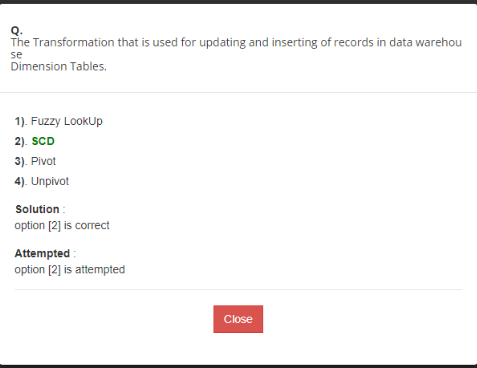 Q.
The Transformation that is used for updating and inserting of records in data warehou
se
Dimension Tables.
1). Fuzzy LookUp
2). SCD
3). Pivot
4). Unpivot
Solution :
option [2] is correct
Attempted :
option [2] is attempted
Close